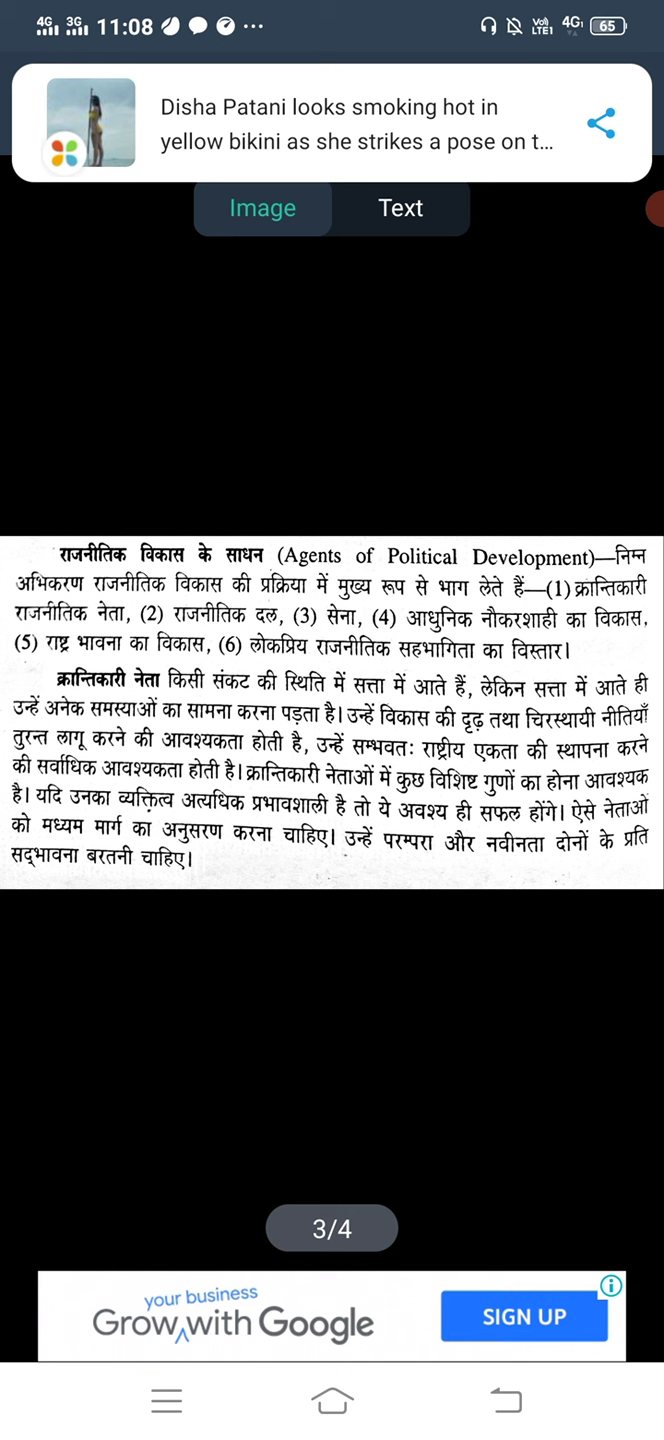 4G 3G 11:08 ... Vo) LTE1 4G 65
Disha Patani looks smoking hot in
yellow bikini as she strikes a pose on t...
Image Text
राजनीतिक विकास के साधन (Agents of Political Development)—निम्न
अभिकरण राजनीतिक विकास की प्रक्रिया में मुख्य रूप से भाग लेते हैं—(1) क्रान्तिकारी
राजनीतिक नेता, (2) राजनीतिक दल, (3) सेना, (4) आधुनिक नौकरशाही का विकास,
(5) राष्ट्र भावना का विकास, (6) लोकप्रिय राजनीतिक सहभागिता का विस्तार।
क्रान्तिकारी नेता किसी संकट की स्थिति में सत्ता में आते हैं, लेकिन सत्ता में आते ही
उन्हें अनेक समस्याओं का सामना करना पड़ता है। उन्हें विकास की दृढ़ तथा चिरस्थायी नीतियाँ
तुरन्त लागू करने की आवश्यकता होती है, उन्हें सम्भवतः राष्ट्रीय एकता की स्थापना करने
की सर्वाधिक आवश्यकता होती है। क्रान्तिकारी नेताओं में कुछ विशिष्ट गुणों का होना आवश्यक
है। यदि उनका व्यक्तित्व अत्यधिक प्रभावशाली है तो ये अवश्य ही सफल होंगे। ऐसे नेताओं
को मध्यम मार्ग का अनुसरण करना चाहिए। उन्हें परम्परा और नवीनता दोनों के प्रति
सद्भावना बरतनी चाहिए।
3/4
your business
Grow with Google SIGN UP